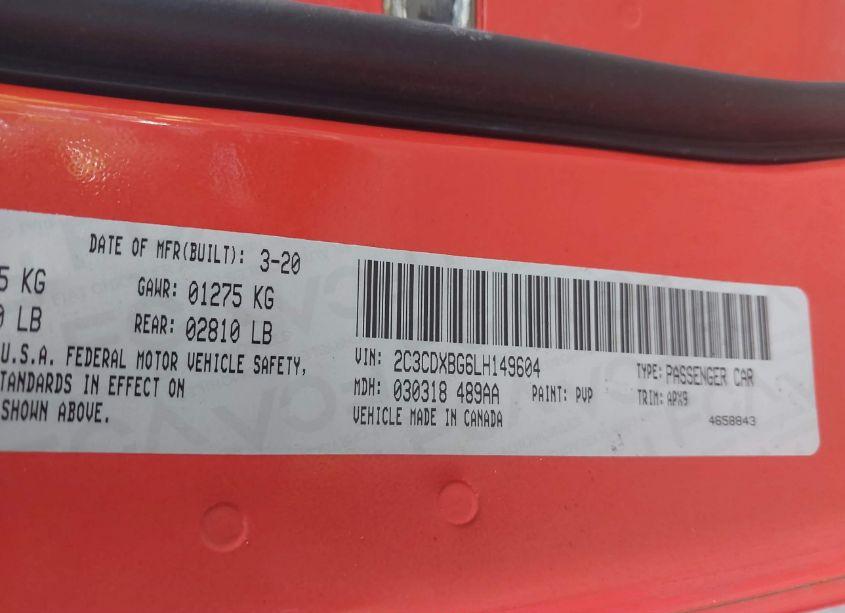 DATE OF MFR(BUILT): 3-20
5 KG GAWR: 01275 KG
LB REAR: 02810 LB
U.S.A. FEDERAL MOTOR VEHICLE SAFETY,
TANDARDS IN EFFECT ON
SHOWN ABOVE.
VIN: 2C3CDXBG6LH149604 TYPE: PASSENGER CAR
MDH: 030318 489AA PAINT: PVP TRIM: APX9
VEHICLE MADE IN CANADA 4658843